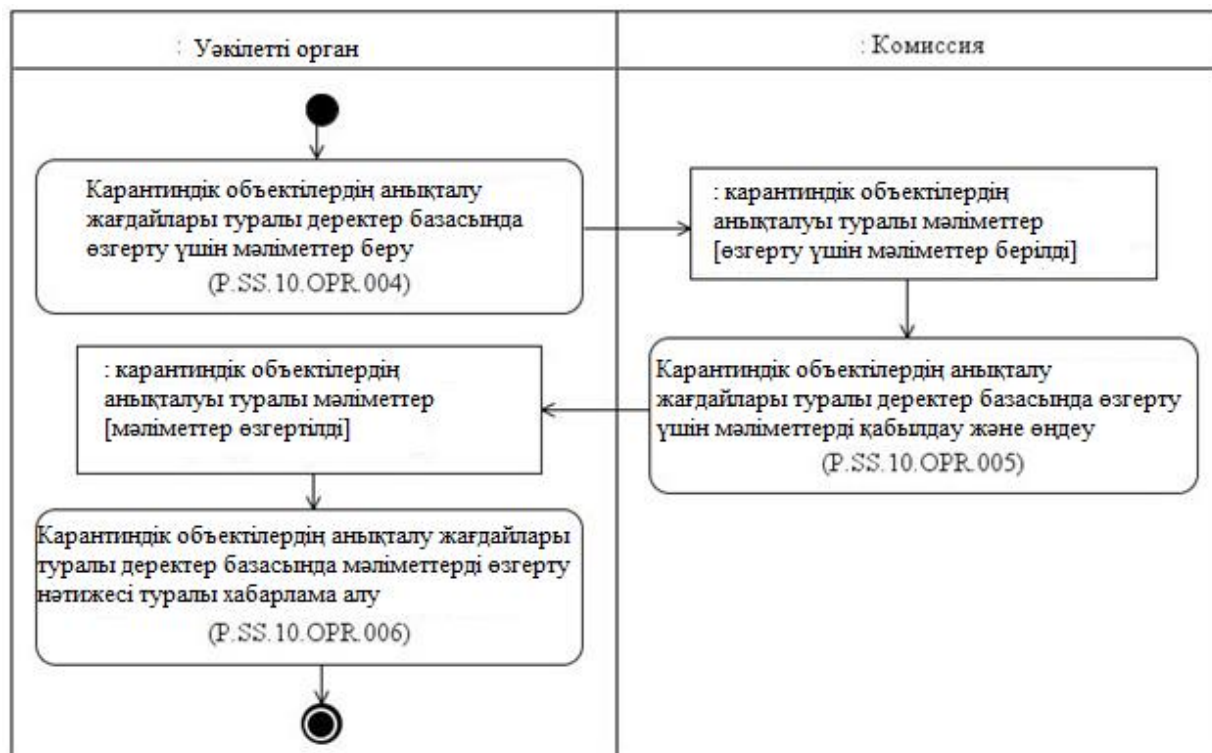 : Уәкілетті орган
: Комиссия
Карантиндік объектілердің анықталу
жағдайлары туралы деректер базасында
өзгерту үшін мәліметтер беру
(P.SS.10.OPR.004)
: карантиндік объектілердің
анықталуы туралы мәліметтер
[өзгерту үшін мәліметтер берілді]
Карантиндік объектілердің анықталу
жағдайлары туралы деректер базасында өзгерту
үшін мәліметтерді қабылдау және өңдеу
(P.SS.10.OPR.005)
: карантиндік объектілердің
анықталуы туралы мәліметтер
[мәліметтер өзгертілді]
Карантиндік объектілердің анықталу жағдайлары
туралы деректер базасында мәліметтерді өзгерту
нәтижесі туралы хабарлама алу
(P.SS.10.OPR.006)